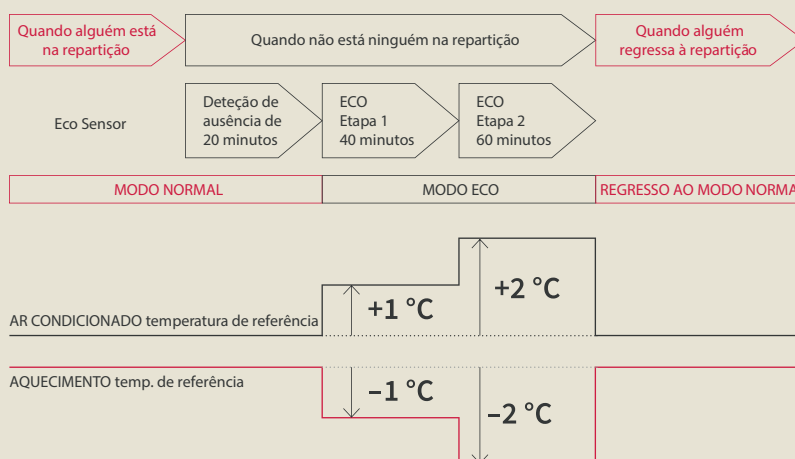 Quando alguém está
na repartição
Quando não está ninguém na repartição
Quando alguém
regressa à repartição
Eco Sensor
Deteção de
ausência de
20 minutos
ECO
Etapa 1
40 minutos
ECO
Etapa 2
60 minutos
MODO NORMAL
MODO ECO
REGRESSO AO MODO NORMA
+1 °C
+2 °C
AR CONDICIONADO temperatura de referência
AQUECIMENTO temp. de referência
–1 °C
–2 °C